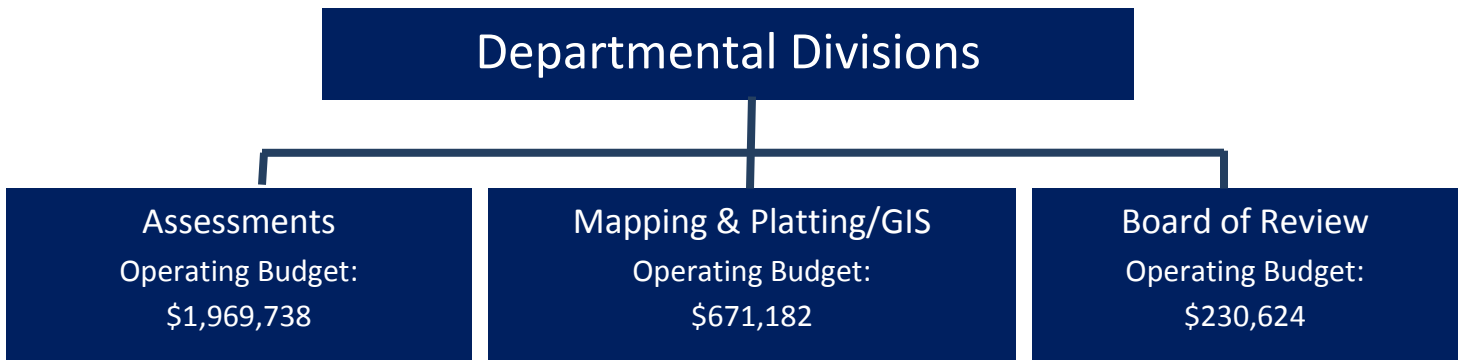 Departmental Divisions
Assessments
Operating Budget:
$1,969,738
Mapping & Platting/GIS
Operating Budget:
$671,182
Board of Review
Operating Budget:
$230,624